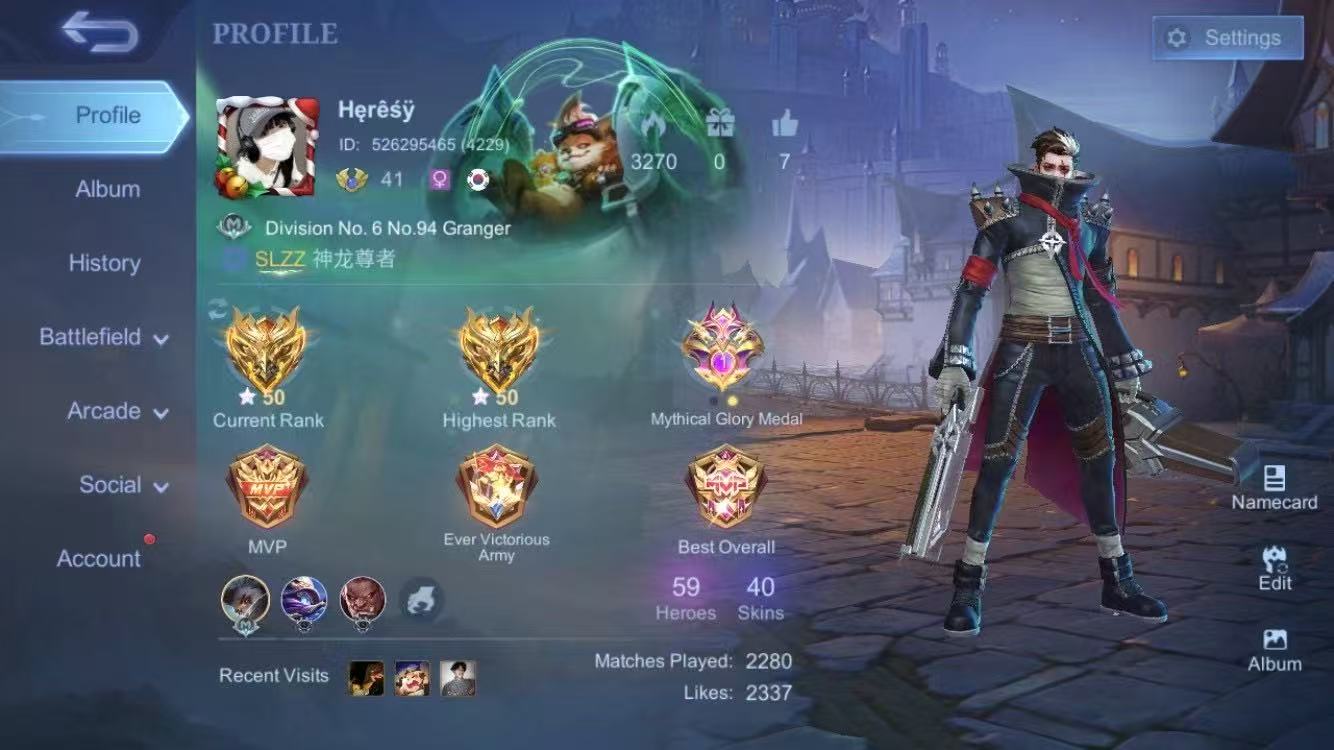 PROFILE
Settings
Profile
Album
History
Battlefield
Arcade
Social
Account
Hęrêśÿ
ID: 526295465 (4229)
41
3270
0
7
Division No. 6 No.94 Granger
SLZZ 神龙尊者
50
Current Rank
50
Highest Rank
Mythical Glory Medal
MVP
MVP
Ever Victorious
Army
MVP
Best Overall
59
Heroes
40
Skins
Recent Visits
Matches Played: 2280
Likes: 2337
Namecard
Edit
Album